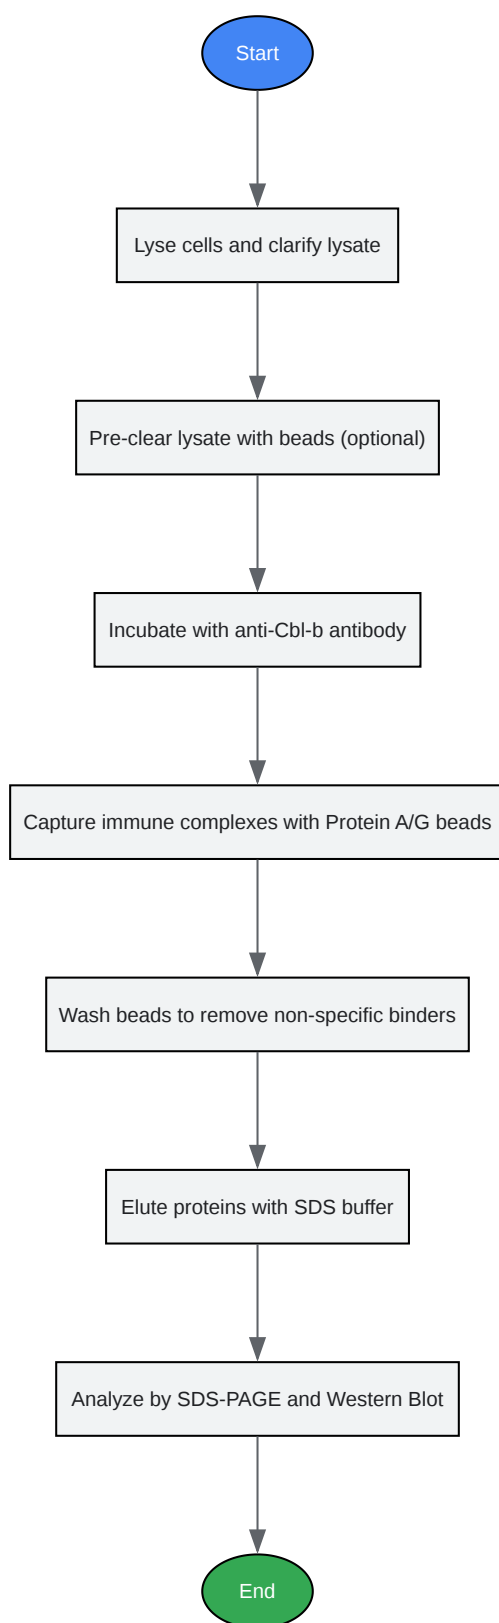 Start
Lyse cells and clarify lysate
Pre-clear lysate with beads (optional)
Incubate with anti-Cbl-b antibody
Capture immune complexes with Protein A/G beads
Wash beads to remove non-specific binders
Elute proteins with SDS buffer
Analyze by SDS-PAGE and Western Blot
End